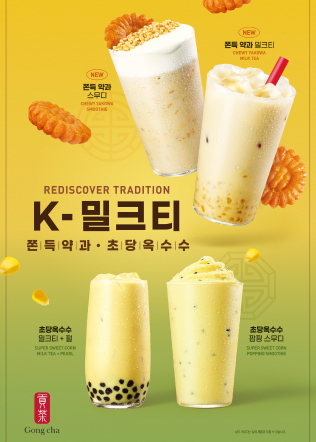 NEW
쫀득 약과 밀크티
CHEWY YAKGWA
MILK TEA
NEW
쫀득 약과
스무디
CHEWY YAKGWA
SMOOTHIE
REDISCOVER TRADITION
K-밀크티
쫀득약과·초당옥수수
초당옥수수
밀크티 + 펄
SUPER SWEET CORN
MILK TEA + PEARL
초당옥수수
팝핑 스무디
SUPER SWEET CORN
POPPING SMOOTHIE
貢茶
Gong cha